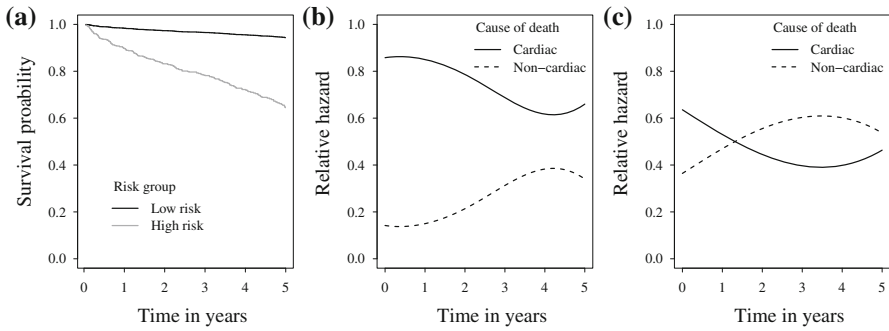 (a)
Survival proability
1.0
0.8
0.6
0.4
0.2
0.0
Risk group
Low risk
High risk
0 1 2 3 4 5
Time in years
(b)
Relative hazard
1.0
0.8
0.6
0.4
0.2
0.0
Cause of death
Cardiac
Non−cardiac
0 1 2 3 4 5
Time in years
(c)
Relative hazard
1.0
0.8
0.6
0.4
0.2
0.0
Cause of death
Cardiac
Non−cardiac
0 1 2 3 4 5
Time in years